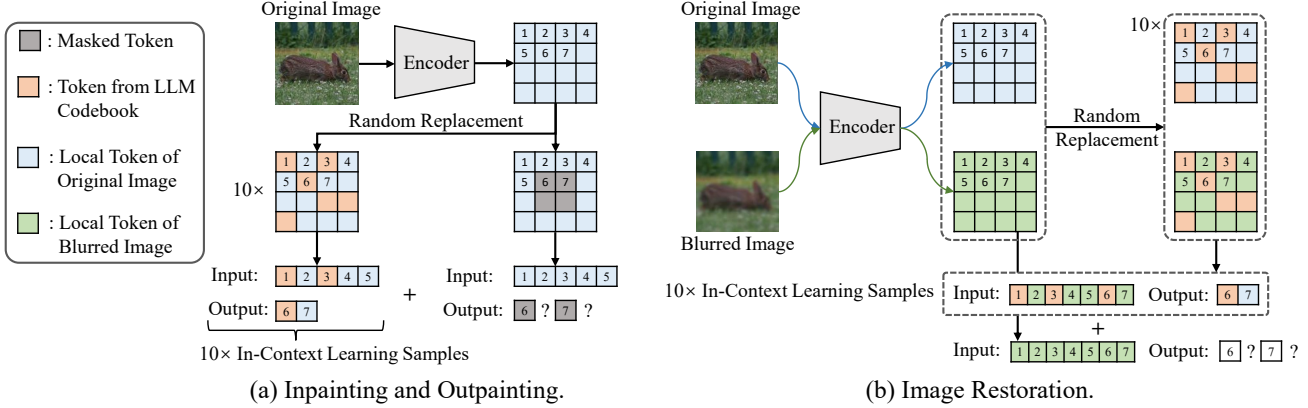 : Masked Token
: Token from LLM
Codebook
: Local Token of
Original Image
: Local Token of
Blurred Image
Original Image
Encoder
1 2 3 4
5 6 7
Random Replacement
10×
1 2 3 4
5 6 7
1 2 3 4
5 6 7
Input: 1 2 3 4 5
Output: 6 7
+
Input: 1 2 3 4 5
Output: 6 ? 7 ?
10× In-Context Learning Samples
(a) Inpainting and Outpainting.
Original Image
Blurred Image
Encoder
1 2 3 4
5 6 7
1 2 3 4
5 6 7
Random
Replacement
10×
1 2 3 4
5 6 7
1 2 3 4
5 6 7
10× In-Context Learning Samples
Input: 1 2 3 4 5 6 7 Output: 6 7
+
Input: 1 2 3 4 5 6 7 Output: 6 ? 7 ?
(b) Image Restoration.